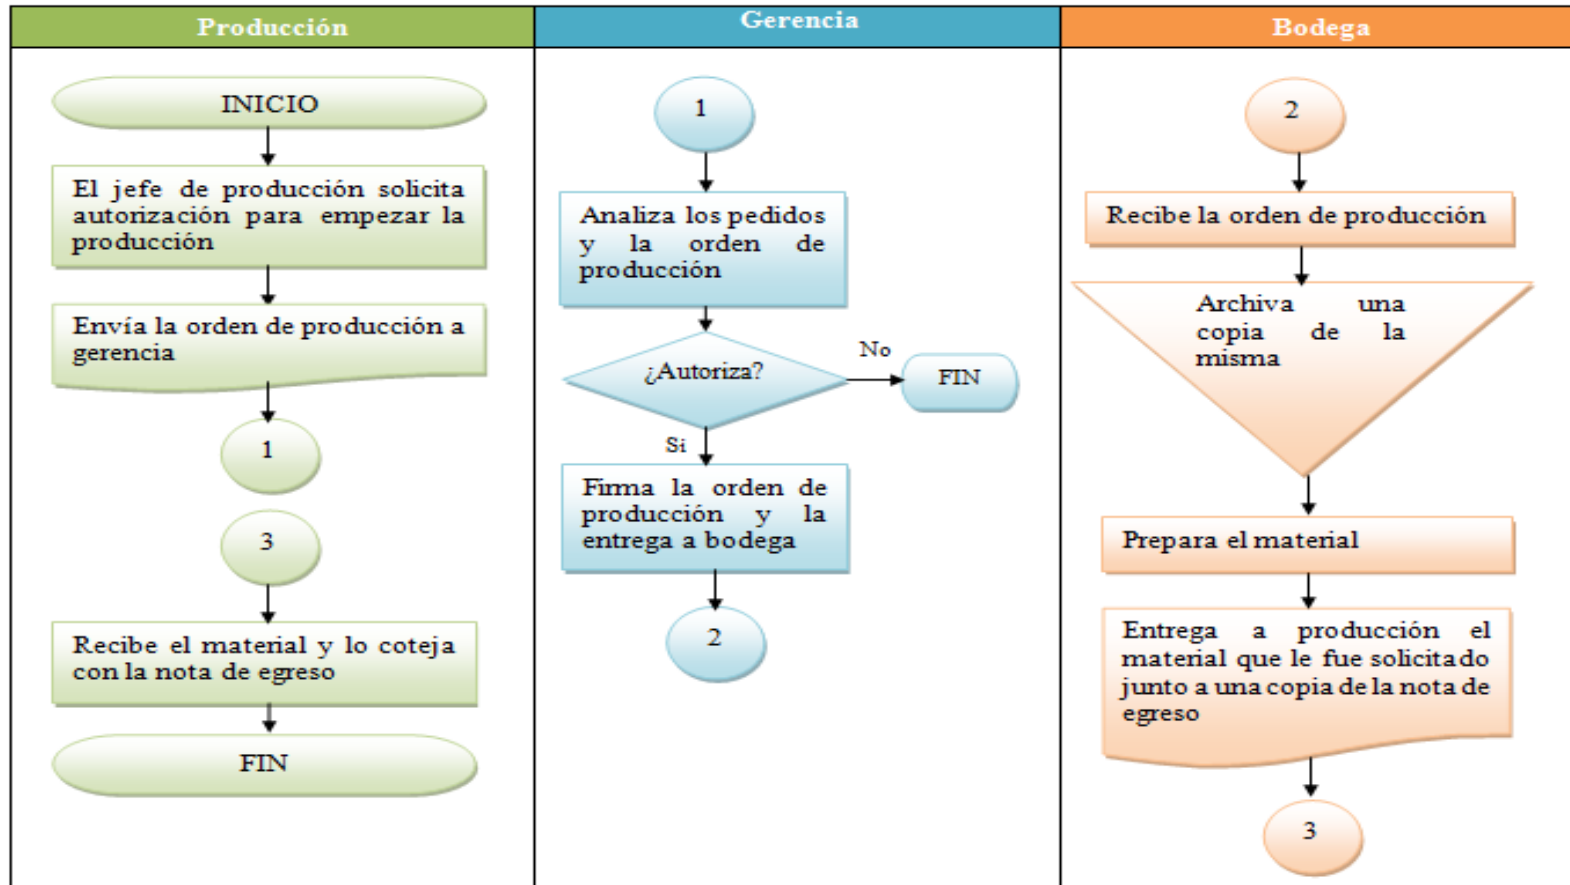 Producción
Gerencia
Bodega
INICIO
El jefe de producción solicita
autorización para empezar la
producción
Envía la orden de producción a
gerencia
1
3
Recibe el material y lo coteja
con la nota de egreso
FIN
1
Analiza los pedidos
y la orden de
producción
¿Autoriza?
No
FIN
Si
Firma la orden de
producción y la
entrega a bodega
2
2
Recibe la orden de producción
Archiva una
copia de la
misma
Prepara el material
Entrega a producción el
material que le fue solicitado
junto a una copia de la nota de
egreso
3